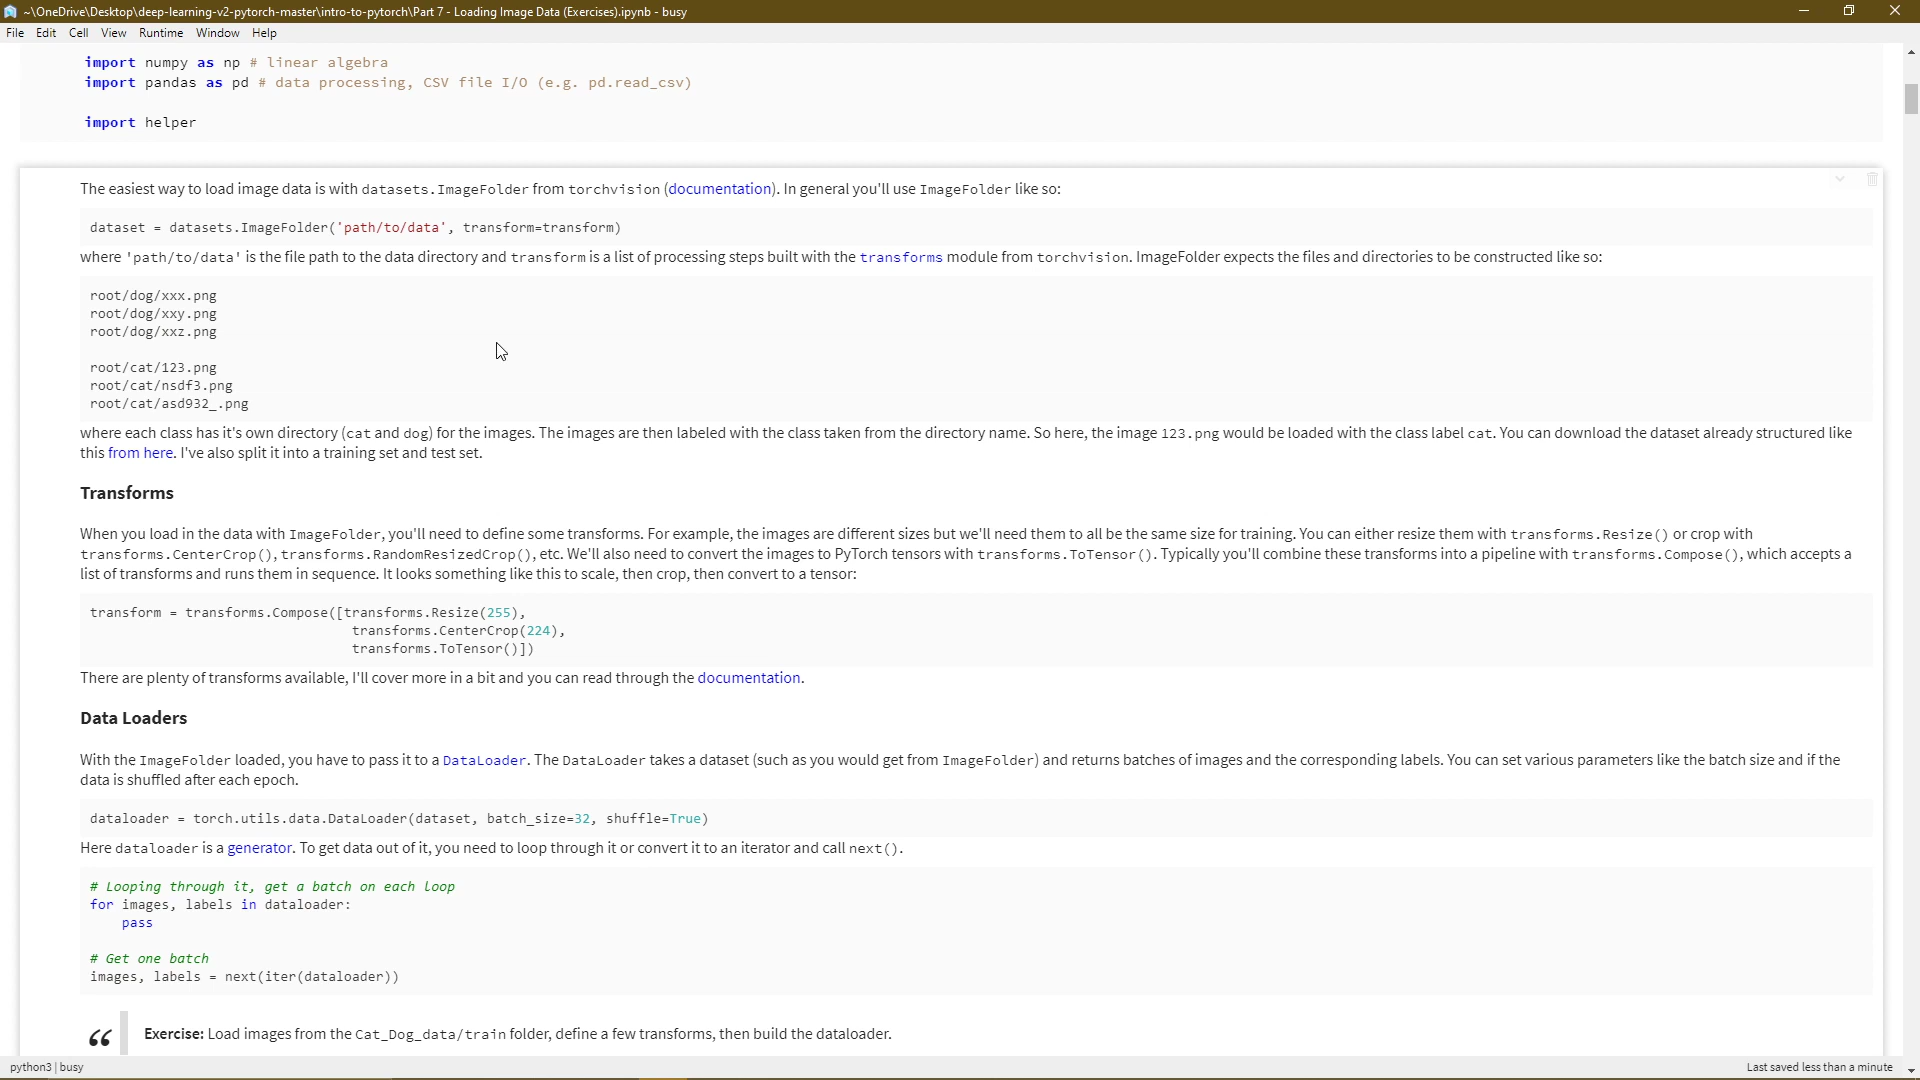 ~\OneDrive\Desktop\deep-learning-v2-pytorch-master\intro-to-pytorch\Part 7 - Loading Image Data (Exercises).ipynb - busy
File Edit Cell View Runtime Window Help
import numpy as np # linear algebra
import pandas as pd # data processing, CSV file I/O (e.g. pd.read_csv)
import helper
The easiest way to load image data is with datasets.ImageFolder from torchvision (documentation). In general you'll use ImageFolder like so:
dataset = datasets.ImageFolder('path/to/data', transform=transform)
where 'path/to/data' is the file path to the data directory and transform is a list of processing steps built with the transforms module from torchvision. ImageFolder expects the files and directories to be constructed like so:
root/dog/xxx.png
root/dog/xxy.png
root/dog/xxz.png
root/cat/123.png
root/cat/nsdf3.png
root/cat/asd932_.png
where each class has it's own directory (cat and dog) for the images. The images are then labeled with the class taken from the directory name. So here, the image 123.png would be loaded with the class label cat. You can download the dataset already structured like
this from here. I've also split it into a training set and test set.
Transforms
When you load in the data with ImageFolder, you'll need to define some transforms. For example, the images are different sizes but we'll need them to all be the same size for training. You can either resize them with transforms.Resize() or crop with
transforms.CenterCrop(), transforms.RandomResizedCrop(), etc. We'll also need to convert the images to PyTorch tensors with transforms.ToTensor(). Typically you'll combine these transforms into a pipeline with transforms.Compose(), which accepts a
list of transforms and runs them in sequence. It looks something like this to scale, then crop, then convert to a tensor:
transform = transforms.Compose([transforms.Resize(255),
transforms.CenterCrop(224),
transforms.ToTensor()])
There are plenty of transforms available, I'll cover more in a bit and you can read through the documentation.
Data Loaders
With the ImageFolder loaded, you have to pass it to a DataLoader. The DataLoader takes a dataset (such as you would get from ImageFolder) and returns batches of images and the corresponding labels. You can set various parameters like the batch size and if the
data is shuffled after each epoch.
dataloader = torch.utils.data.DataLoader(dataset, batch_size=32, shuffle=True)
Here dataloader is a generator. To get data out of it, you need to loop through it or convert it to an iterator and call next().
# Looping through it, get a batch on each loop
for images, labels in dataloader:
pass
# Get one batch
images, labels = next(iter(dataloader))
“ Exercise: Load images from the Cat_Dog_data/train folder, define a few transforms, then build the dataloader.
python3 | busy
Last saved less than a minute